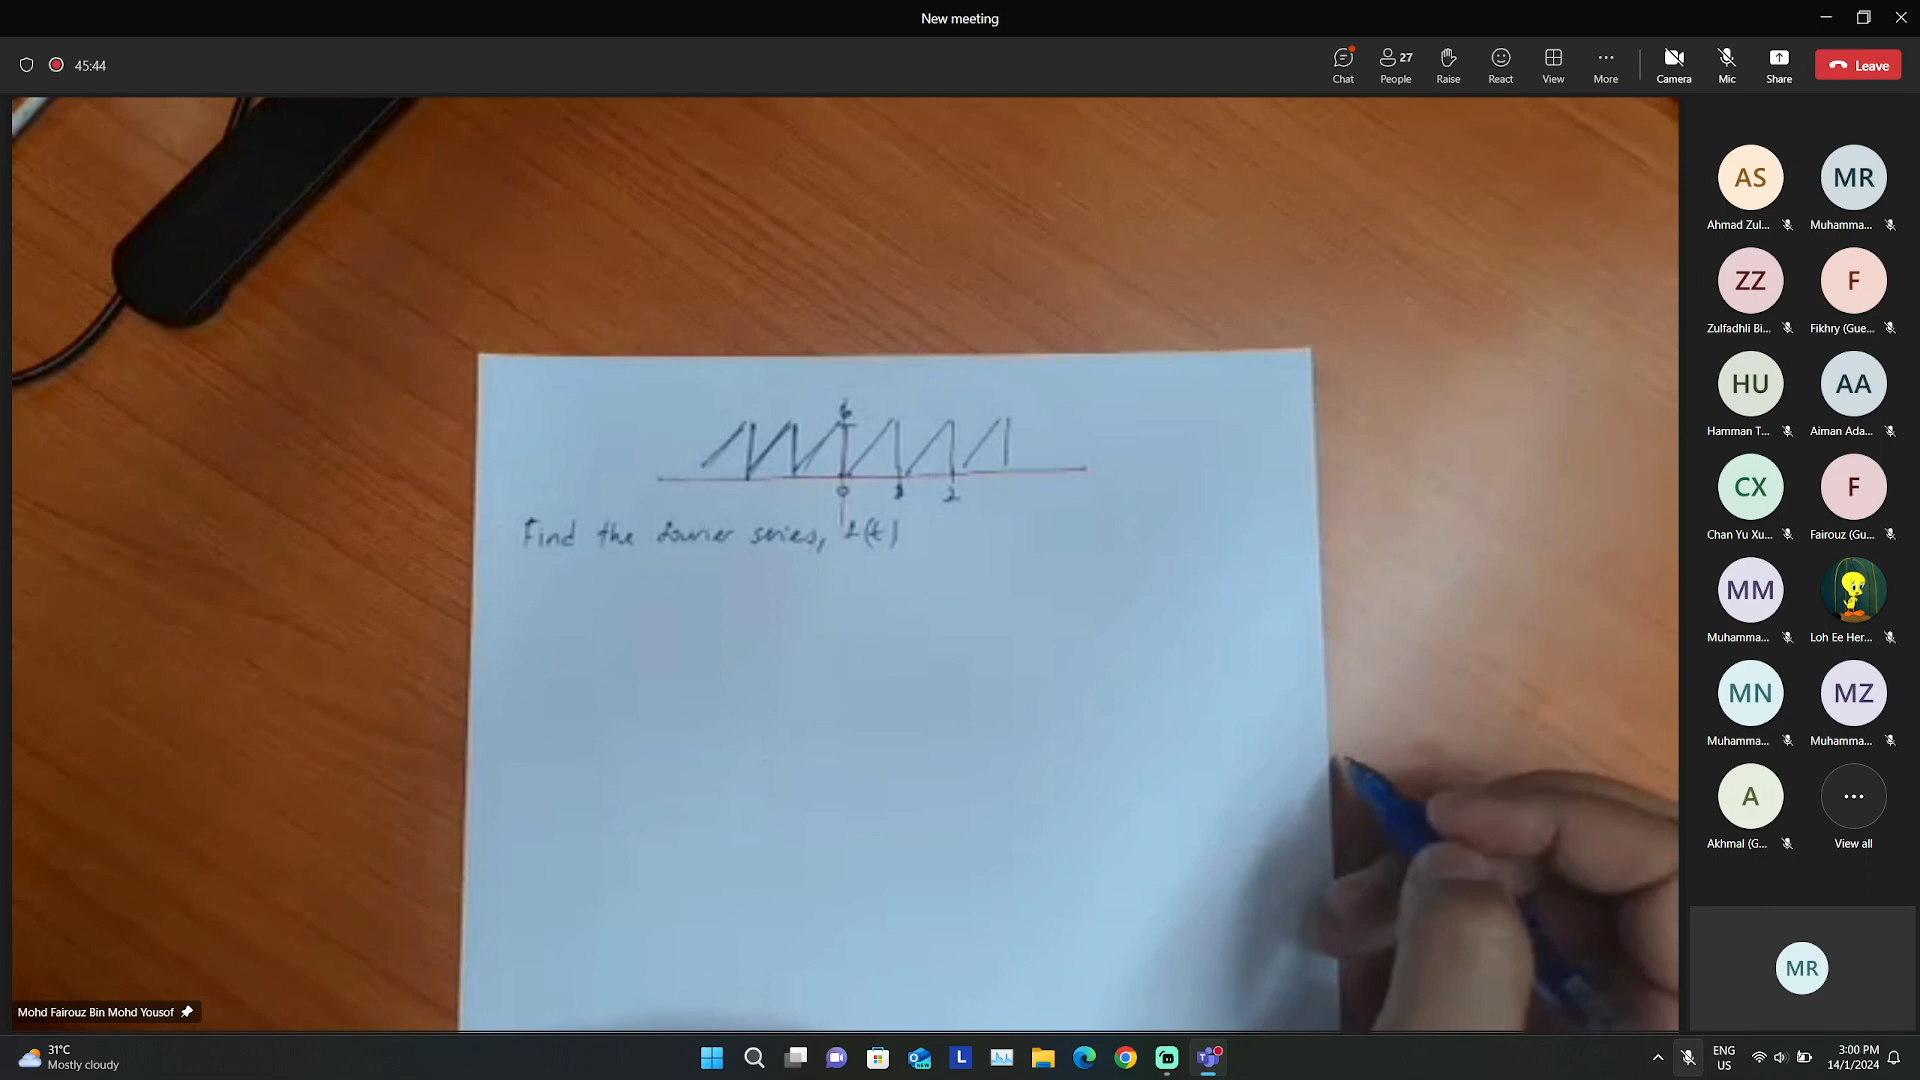 New meeting
45:44
Chat
27
People
Raise
React
View
More
Camera
Mic
Share
Leave
AS
Ahmad Zul...
MR
Muhamma...
ZZ
Zulfadhli Bi...
F
Fikhry (Gue...
HU
Hamman T...
AA
Aiman Ada...
CX
Chan Yu Xu...
F
Fairouz (Gu...
MM
Muhamma...
Loh Ee Her...
MN
Muhamma...
MZ
Muhamma...
A
Akhmal (G...
View all
MR
0 2
Find the fourier series, f(t)
Mohd Fairouz Bin Mohd Yousof
31°C
Mostly cloudy
NEW
L
ENG
US
3:00 PM
14/1/2024